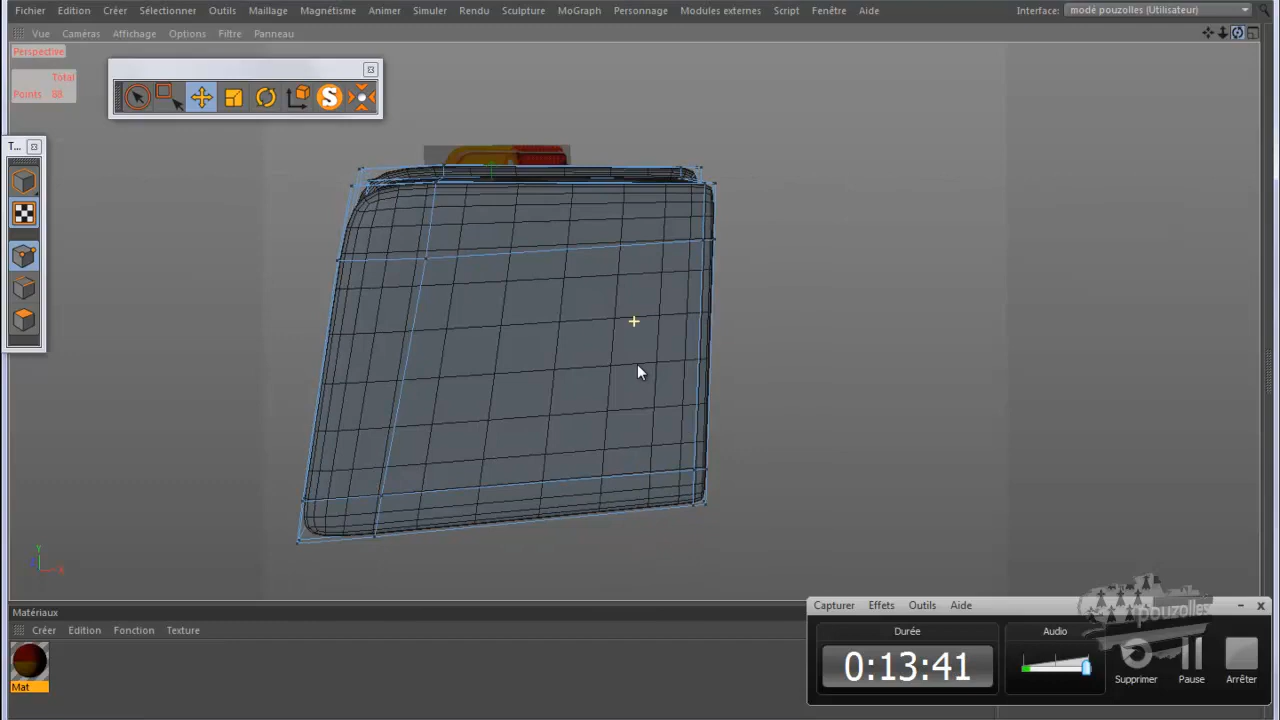 Fichier Edition Créer Sélectionner Outils Maillage Magnétisme Animer Simuler Rendu Sculpture MoGraph Personnage Modules externes Script Fenêtre Aide Interface: modé pouzolles (Utilisateur)
Vue Caméras Affichage Options Filtre Panneau
Perspective
Total
Points 88
S
T...
Y
X
Matériaux
Créer Edition Fonction Texture
Mat
Capturer Effets Outils Aide
pouzolles
Durée
Audio
0:13:41
Supprimer Pause Arrêter